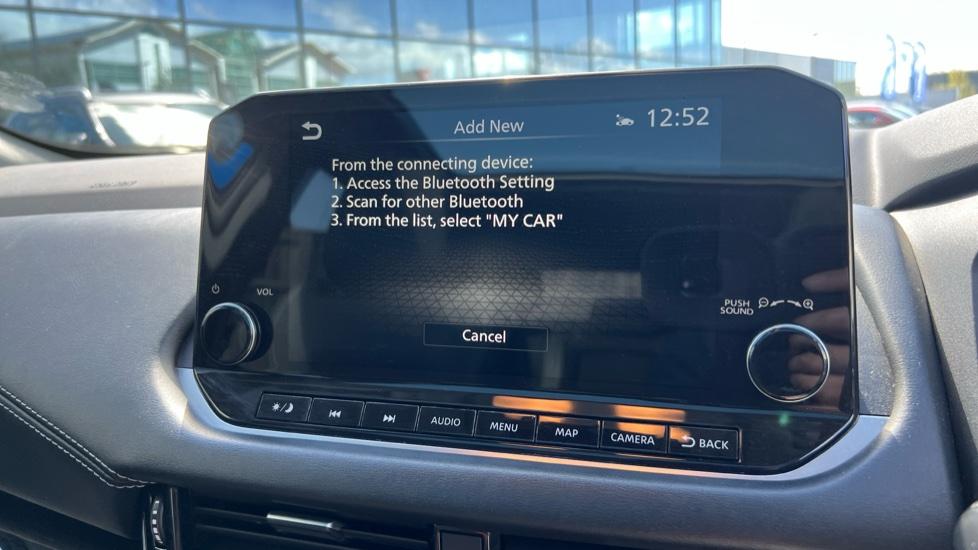 Add New
12:52
From the connecting device:
1. Access the Bluetooth Setting
2. Scan for other Bluetooth
3. From the list, select "MY CAR"
VOL
PUSH
SOUND
Cancel
AUDIO
MENU
MAP
CAMERA
BACK